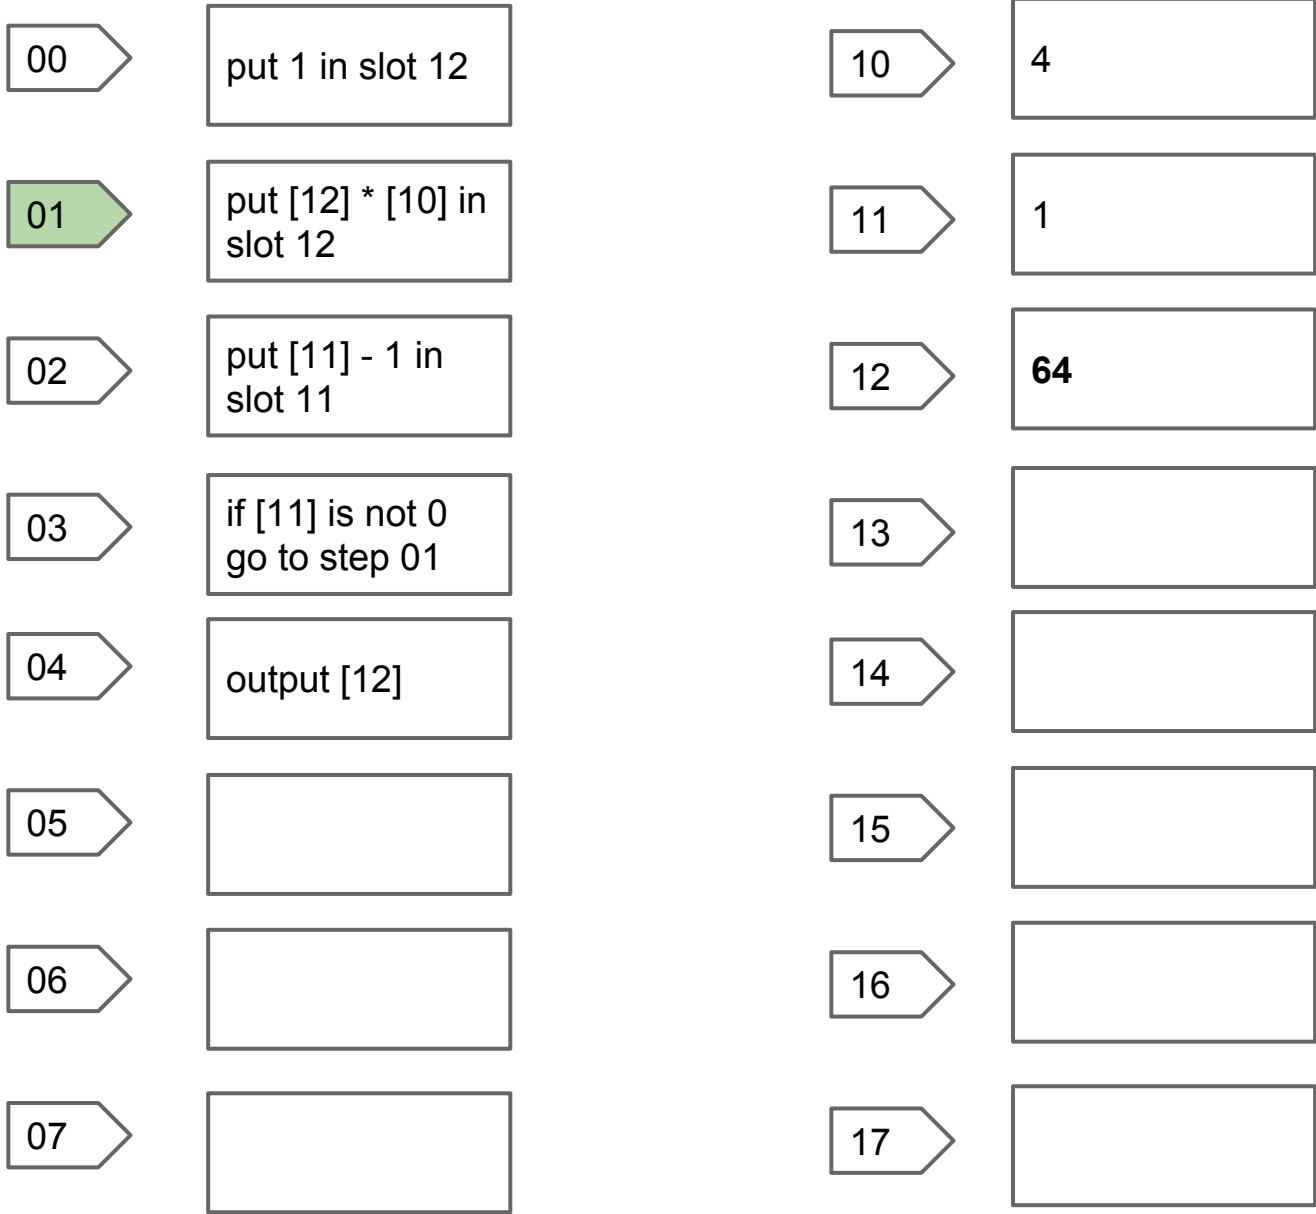 00
put 1 in slot 12
01
put [12] * [10] in
slot 12
02
put [11] - 1 in
slot 11
03
if [11] is not 0
go to step 01
04
output [12]
05
06
07
10
4
11
1
12
64
13
14
15
16
17